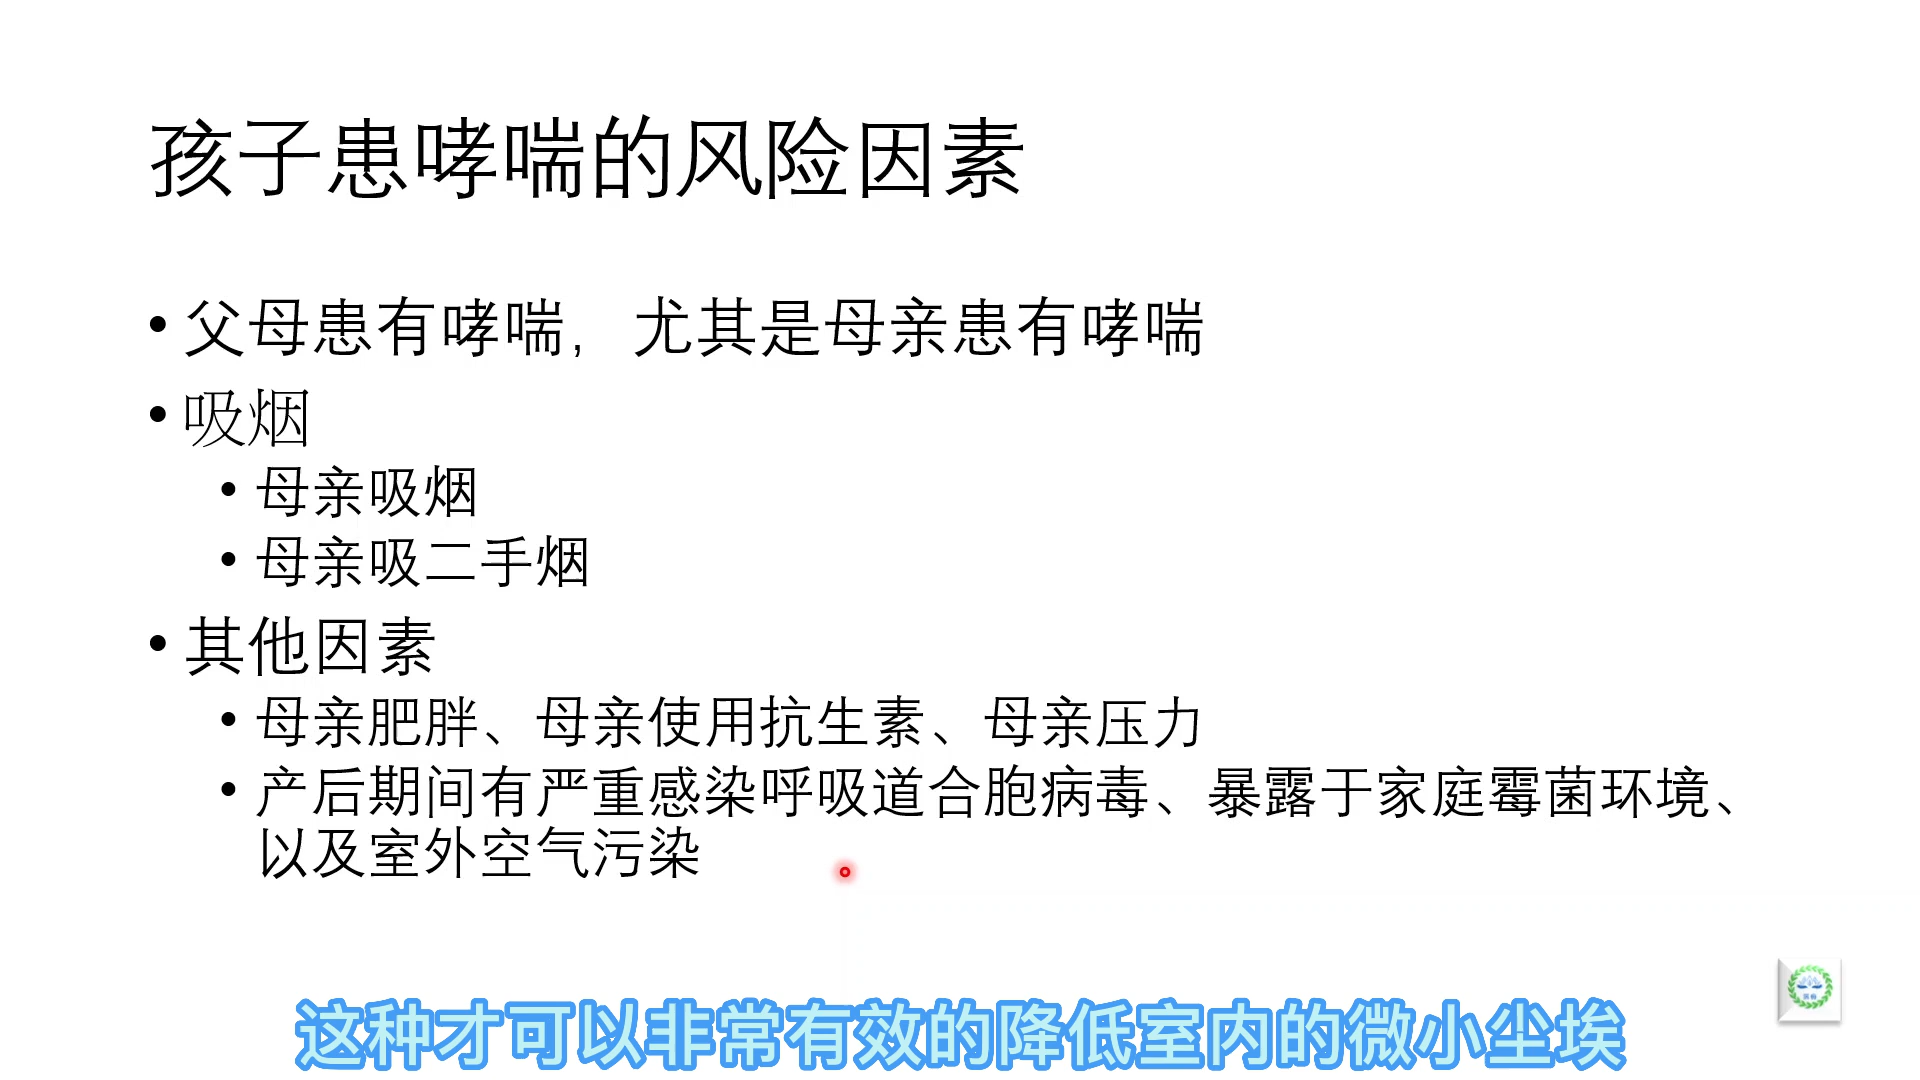 孩子患哮喘的风险因素
• 父母患有哮喘，尤其是母亲患有哮喘
• 吸烟
• 母亲吸烟
• 母亲吸二手烟
• 其他因素
• 母亲肥胖、母亲使用抗生素、母亲压力
• 产后期间有严重感染呼吸道合胞病毒、暴露于家庭霉菌环境、
以及室外空气污染
这种才可以非常有效的降低室内的微小尘埃